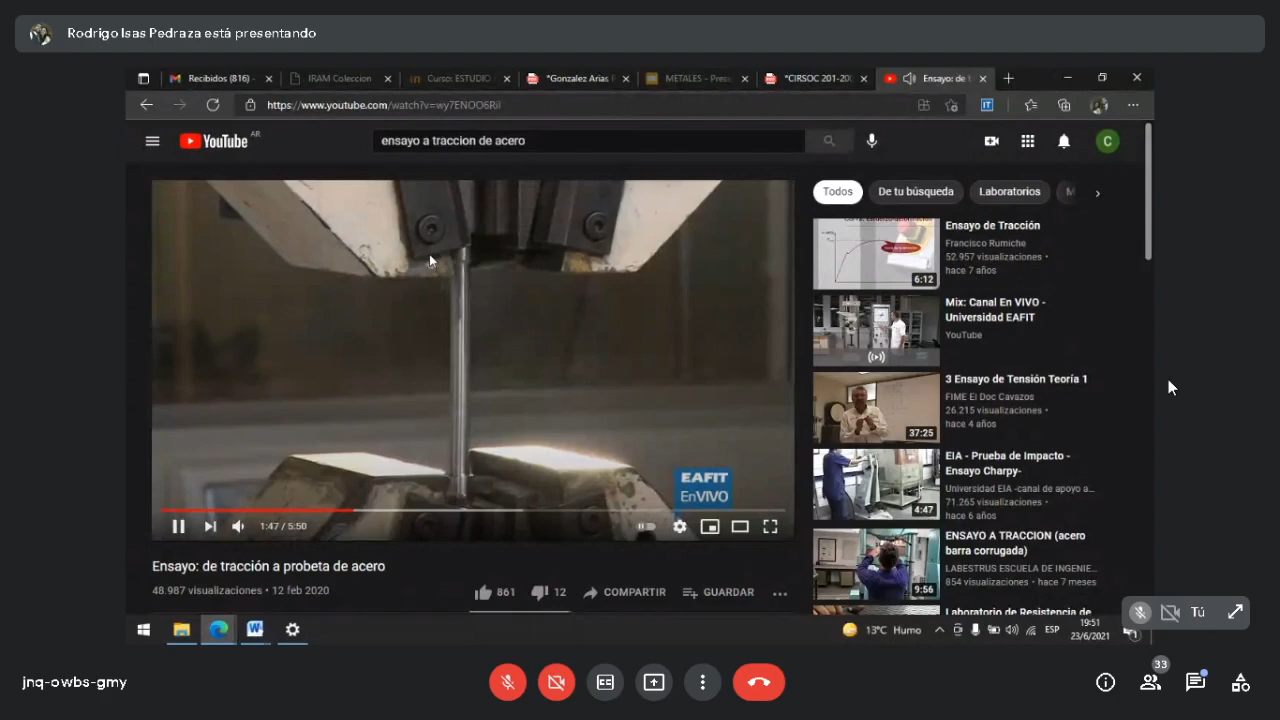 Rodrigo Isas Pedraza está presentando
Recibidos (816) -
IRAM Coleccion
Curso: ESTUDIO
*Gonzalez Arias
METALES - Pres
*CIRSOC 201-200
Ensayo: de t
https://www.youtube.com/watch?v=wy7ENOO6RiI
YouTube AR
ensayo a traccion de acero
C
Todos
De tu búsqueda
Laboratorios
M
Ensayo de Tracción
Francisco Rumiche
52.957 visualizaciones •
hace 7 años
6:12
Mix: Canal En VIVO -
Universidad EAFIT
YouTube
3 Ensayo de Tensión Teoría 1
FIME El Doc Cavazos
26.215 visualizaciones •
hace 4 años
37:25
EIA - Prueba de Impacto -
Ensayo Charpy-
Universidad EIA -canal de apoyo a...
71.265 visualizaciones •
hace 6 años
4:47
ENSAYO A TRACCION (acero
barra corrugada)
LABESTRUS ESCUELA DE INGENIE...
854 visualizaciones • hace 7 meses
9:56
Laboratorio de Resistencia de
EAFIT
EnVIVO
1:47 / 5:50
Ensayo: de tracción a probeta de acero
48.987 visualizaciones • 12 feb 2020
861
12
COMPARTIR
GUARDAR
Tú
13°C Humo
ESP
19:51
23/6/2021
jnq-owbs-gmy
33